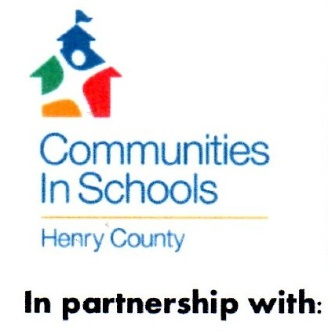 Communities
In Schools
Henry County
In partnership with: